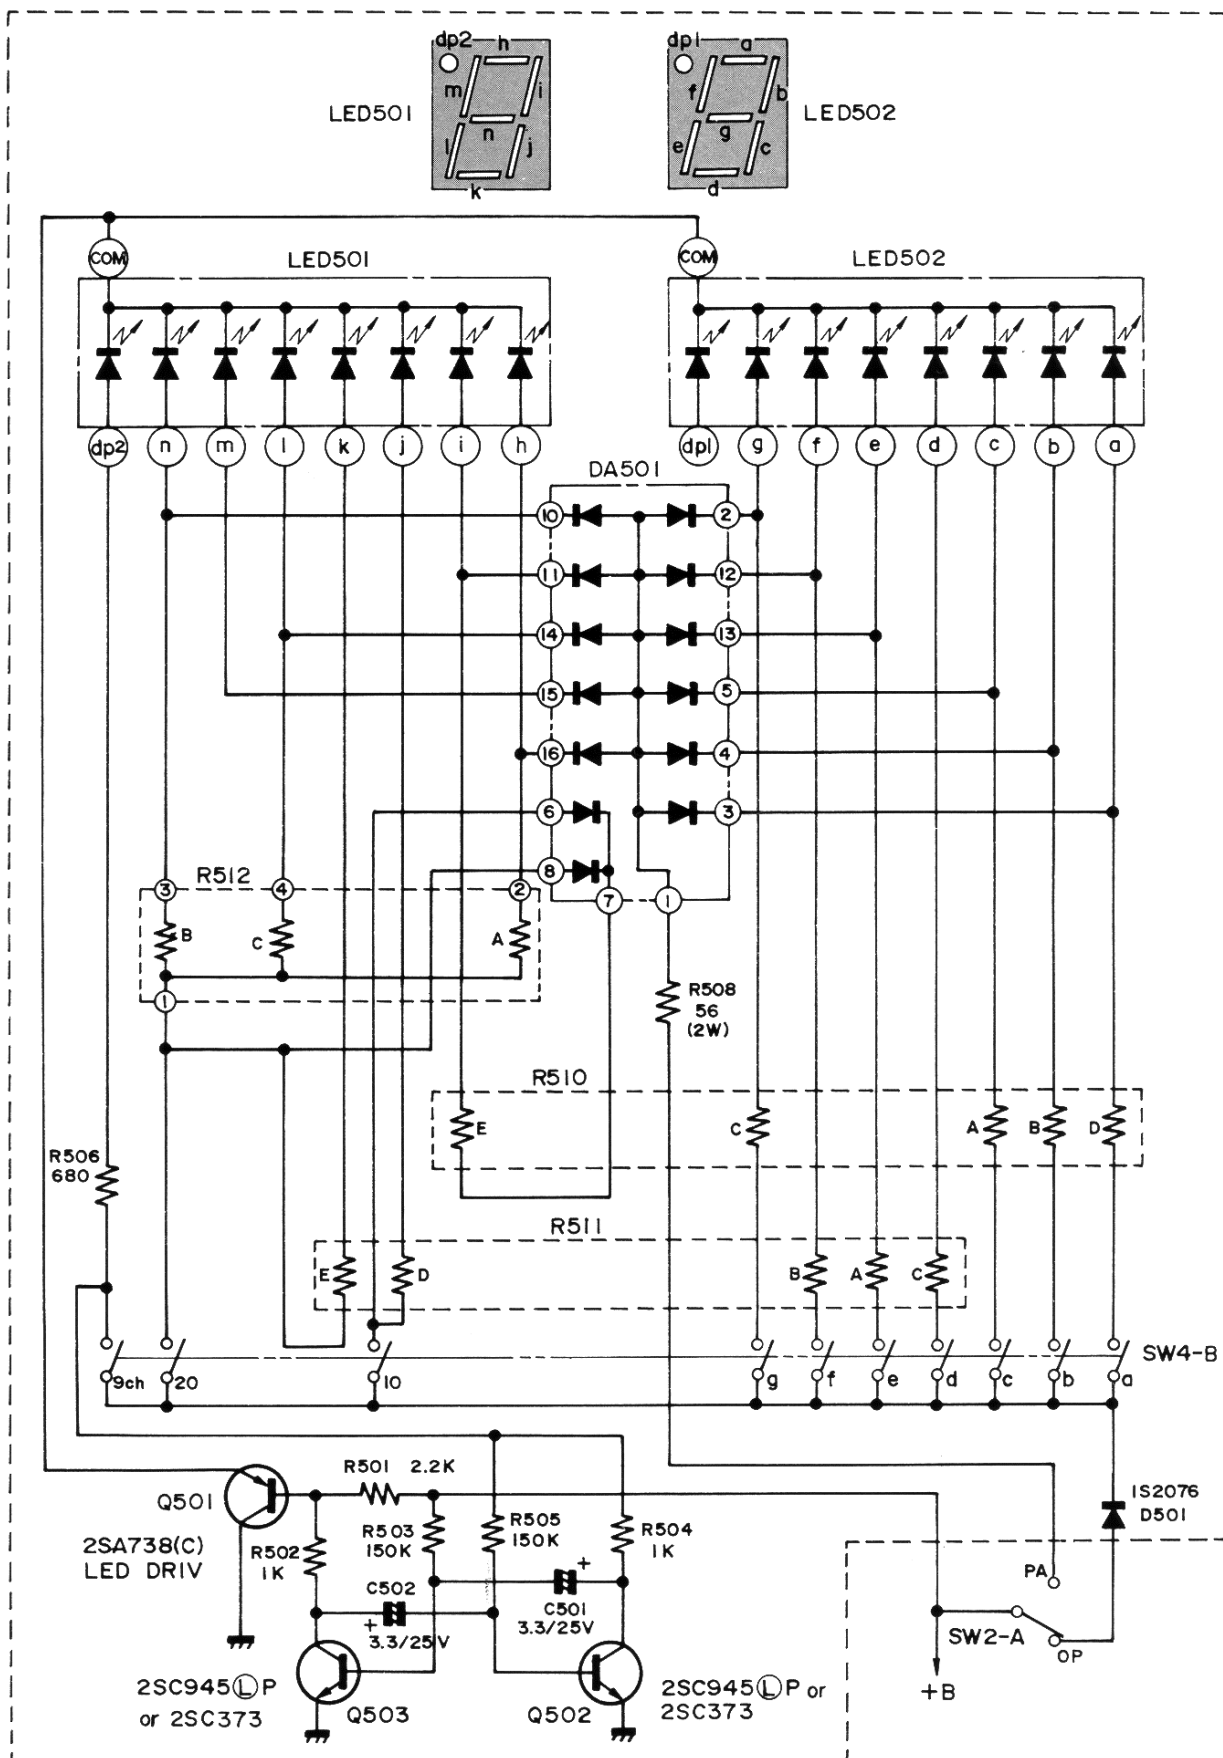 dp2 h
m i
n
l j
k
LED501
dp1 a
f b
g
e c
d
LED502
COM
LED501
COM
LED502
dp2 n m l k j i h
dp1 g f e d c b a
DA501
10 2
11 12
14 13
15 5
16 4
6 3
8
7 1
R512
3 4 2
B C A
1
R508
56
(2W)
R510
E C A B D
R506
680
R511
E D B A C
9ch 20 10 g f e d c b a
SW4-B
R501 2.2K
Q501
2SA738(C)
LED DRIV
R502
1K
R503
150K
R505
150K
R504
1K
C502
+ 3.3/25V
+
C501
3.3/25V
1S2076
D501
PA
SW2-A
OP
+B
2SC945ⓁP
or 2SC373
Q503
Q502
2SC945ⓁP or
2SC373